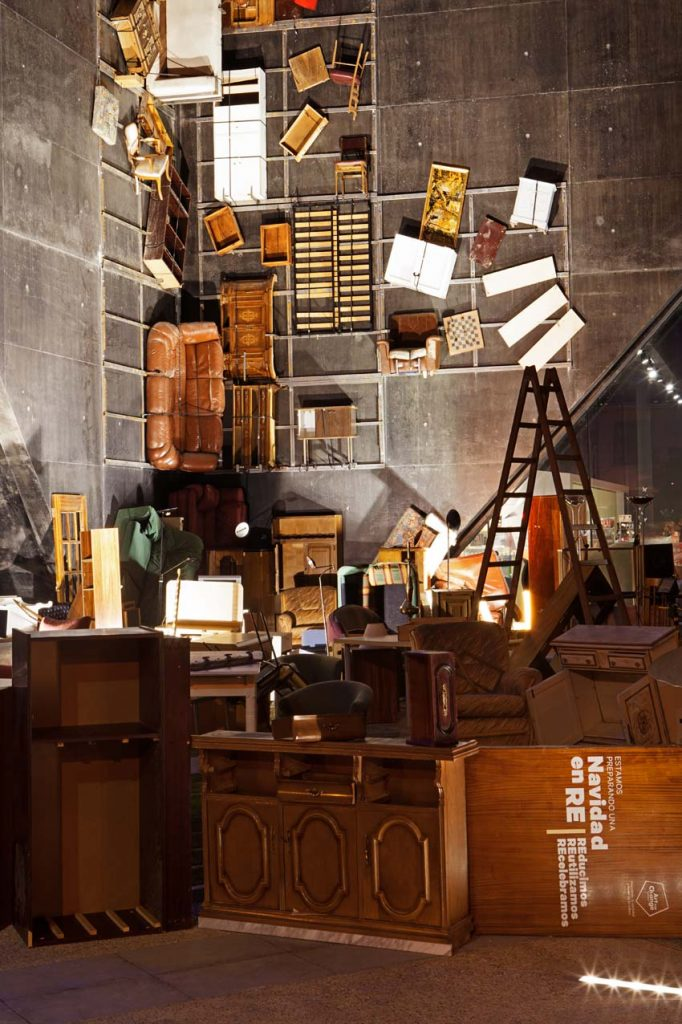 ESTAMOS
PREPARANDO UNA
Navidad
en RE
REducimos
REutilizamos
REcelebramos